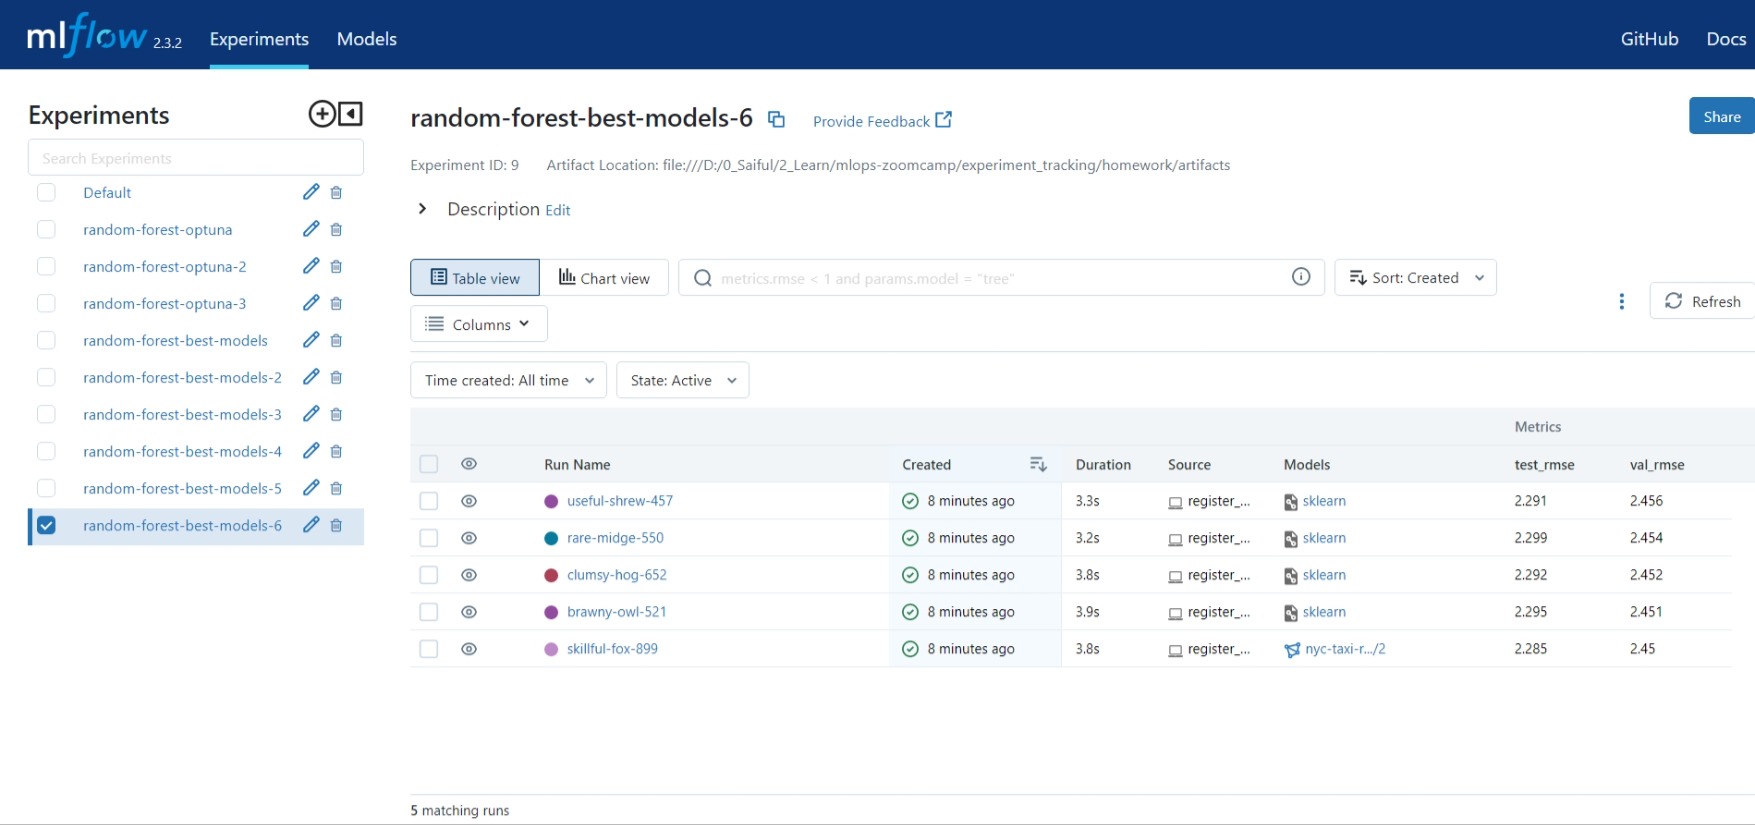 mlflow 2.3.2 Experiments Models GitHub Docs
Experiments
Search Experiments
Default
random-forest-optuna
random-forest-optuna-2
random-forest-optuna-3
random-forest-best-models
random-forest-best-models-2
random-forest-best-models-3
random-forest-best-models-4
random-forest-best-models-5
random-forest-best-models-6
random-forest-best-models-6 Provide Feedback Share
Experiment ID: 9 Artifact Location: file:///D:/0_Saiful/2_Learn/mlops-zoomcamp/experiment_tracking/homework/artifacts
Description Edit
Table view Chart view metrics.rmse < 1 and params.model = "tree" Sort: Created
Refresh
Columns
Time created: All time State: Active
Metrics
Run Name Created Duration Source Models test_rmse val_rmse
useful-shrew-457 8 minutes ago 3.3s register_... sklearn 2.291 2.456
rare-midge-550 8 minutes ago 3.2s register_... sklearn 2.299 2.454
clumsy-hog-652 8 minutes ago 3.8s register_... sklearn 2.292 2.452
brawny-owl-521 8 minutes ago 3.9s register_... sklearn 2.295 2.451
skillful-fox-899 8 minutes ago 3.8s register_... nyc-taxi-r.../2 2.285 2.45
5 matching runs